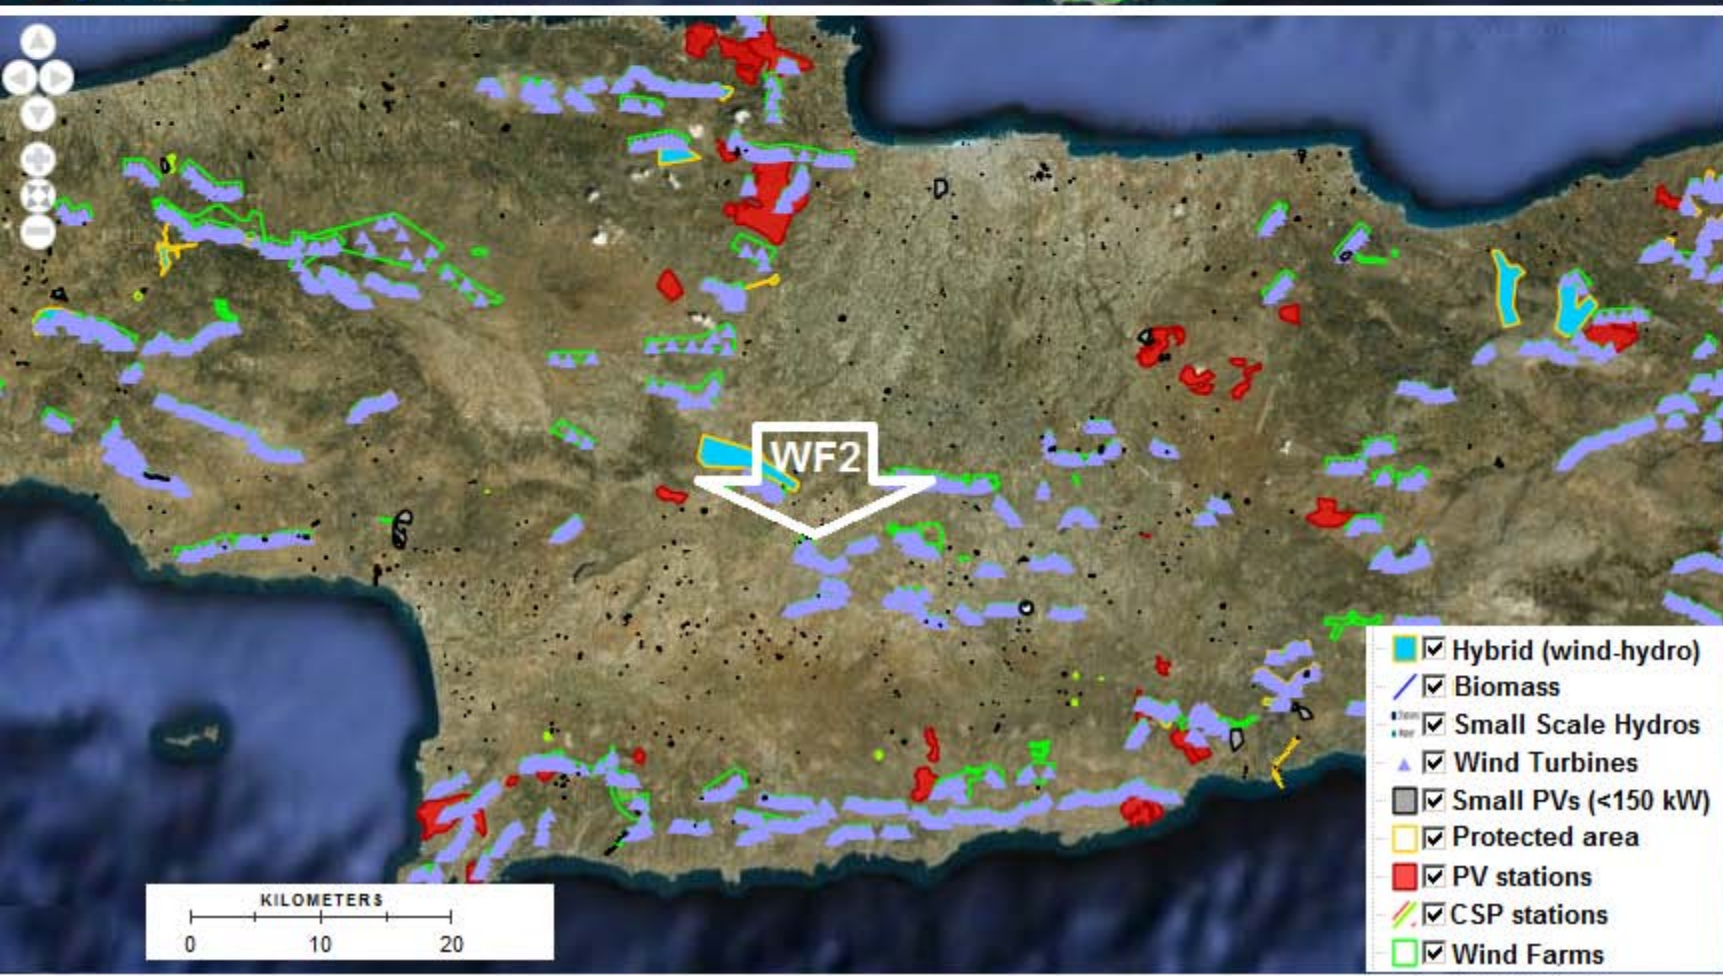 WF2
Hybrid (wind-hydro)
Biomass
Small Scale Hydros
Wind Turbines
Small PVs (<150 kW)
Protected area
PV stations
CSP stations
Wind Farms
KILOMETERS
0 10 20